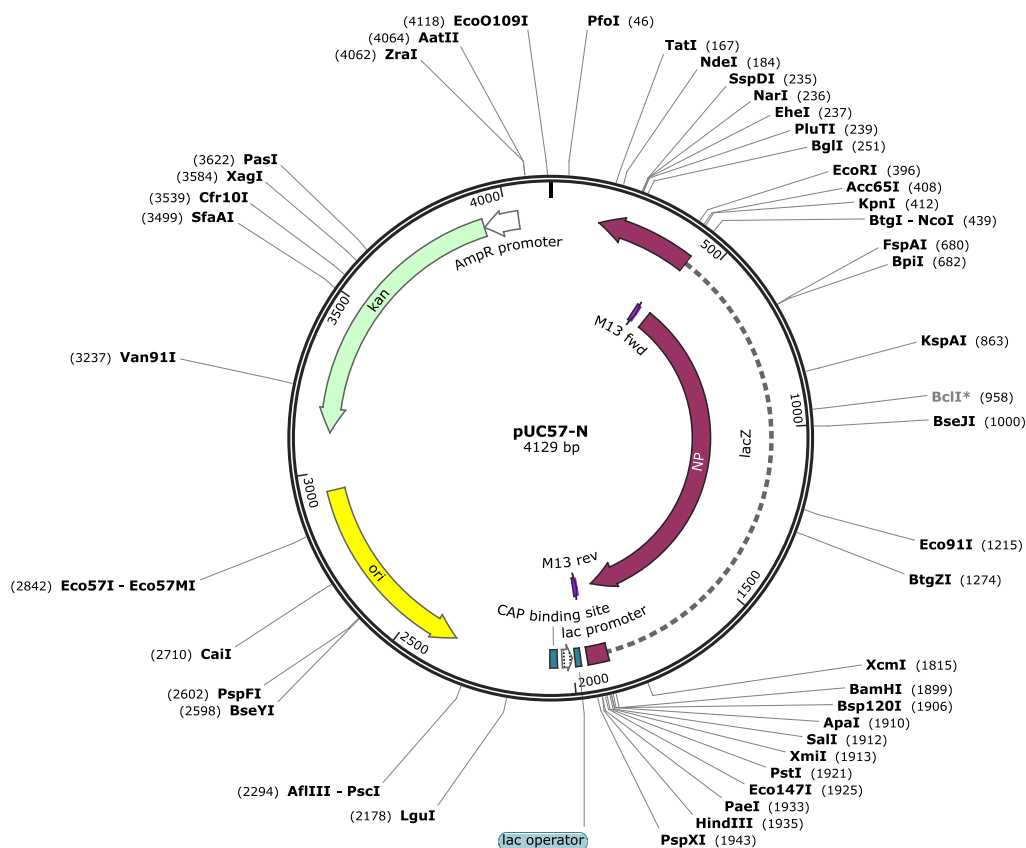 (4118) EcoO109I
PfoI (46)
(4064) AatII
(4062) ZraI
TatI (167)
NdeI (184)
SspDI (235)
NarI (236)
EheI (237)
PluTI (239)
BglI (251)
(3622) PasI
(3584) XagI
(3539) Cfr10I
(3499) SfaAI
EcoRI (396)
Acc65I (408)
KpnI (412)
BtgI - NcoI (439)
FspAI (680)
BpiI (682)
4000
AmpR promoter
500
kan
3500
M13 fwd
(3237) Van91I
KspAI (863)
BclI* (958)
BseJI (1000)
1000
pUC57-N
4129 bp
lacZ
NP
3000
Eco91I (1215)
BtgZI (1274)
M13 rev
1500
(2842) Eco57I - Eco57MI
ori
CAP binding site
lac promoter
2500
(2710) CaiI
2000
(2602) PspFI
(2598) BseYI
XcmI (1815)
BamHI (1899)
Bsp120I (1906)
ApaI (1910)
SalI (1912)
XmiI (1913)
PstI (1921)
Eco147I (1925)
PaeI (1933)
HindIII (1935)
PspXI (1943)
(2294) AflIII - PscI
(2178) LguI
lac operator